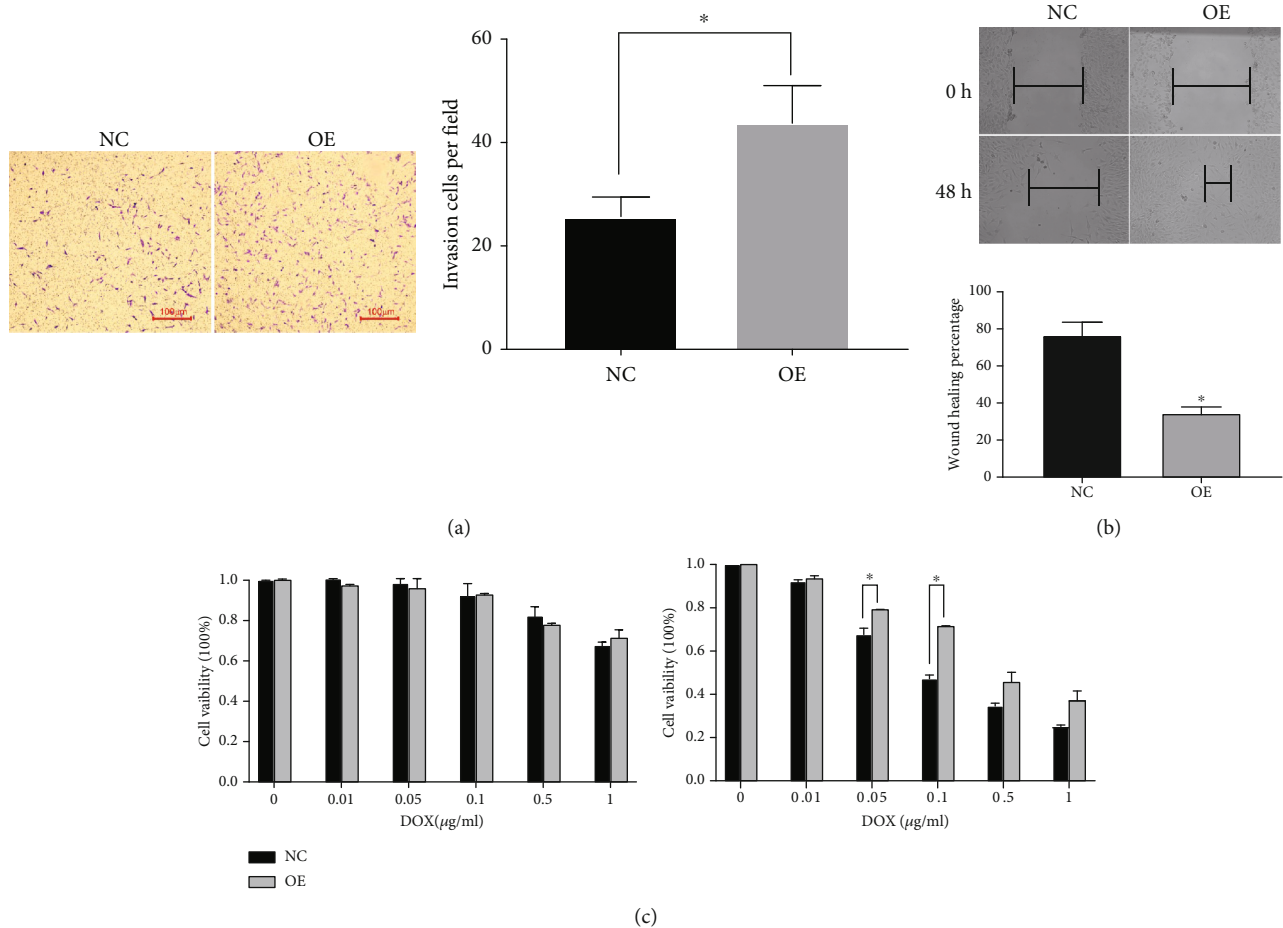 NC
OE
100 μm
100 μm
Invasion cells per field
60
40
20
0
*
NC
OE
(a)
NC
OE
0 h
48 h
Wound healing percentage
100
80
60
40
20
0
*
NC
OE
(b)
Cell vaibility (100%)
1.0
0.8
0.6
0.4
0.2
0.0
0 0.01 0.05 0.1 0.5 1
DOX(μg/ml)
NC
OE
Cell vaibility (100%)
1.0
0.8
0.6
0.4
0.2
0.0
* *
0 0.01 0.05 0.1 0.5 1
DOX (μg/ml)
(c)